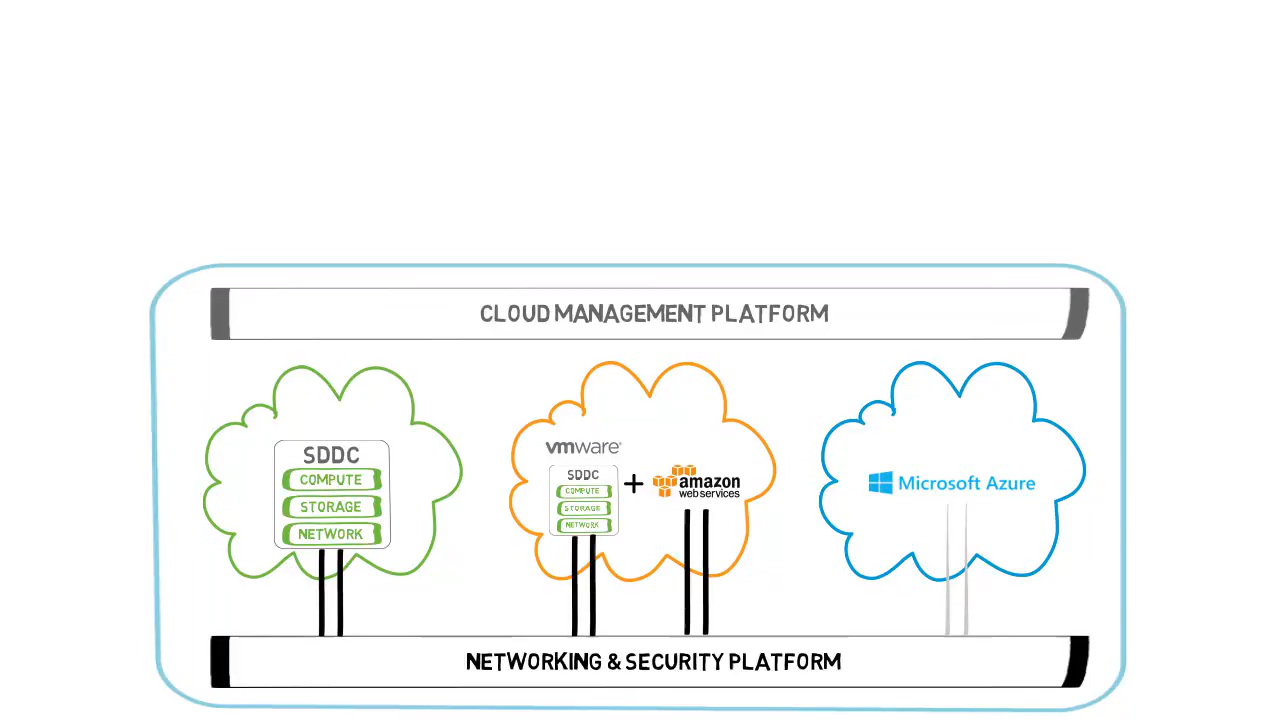 CLOUD MANAGEMENT PLATFORM
SDDC
COMPUTE
STORAGE
NETWORK
vmware®
SDDC
COMPUTE
STORAGE
NETWORK
+
amazon
web services
Microsoft Azure
NETWORKING & SECURITY PLATFORM